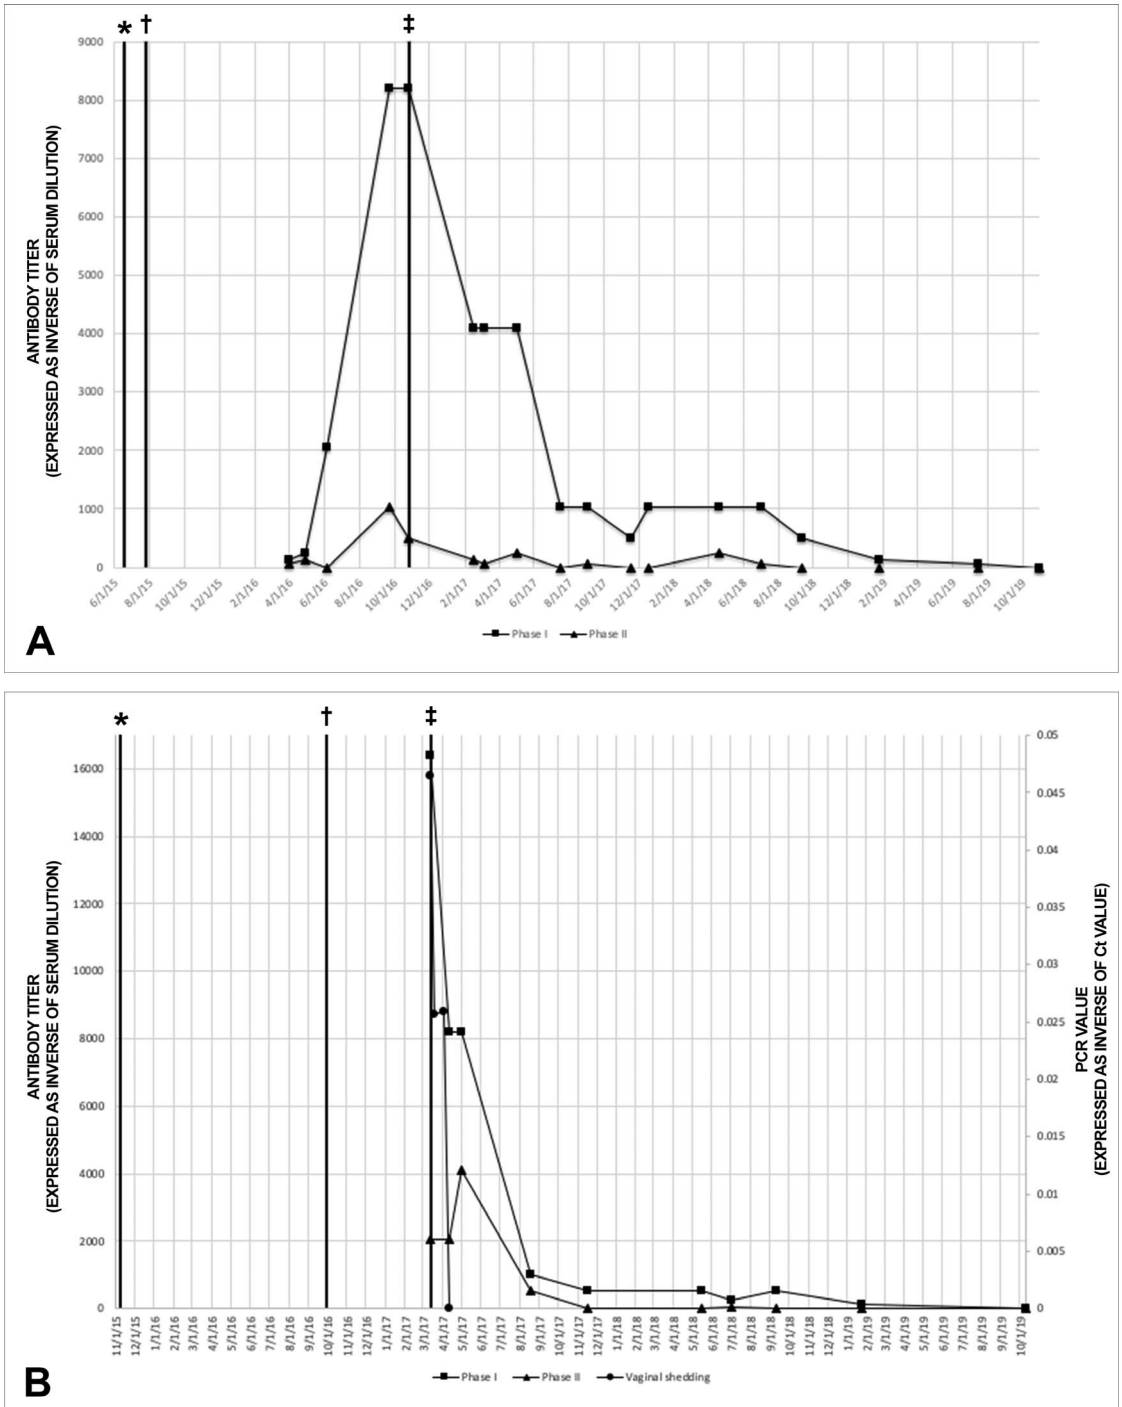 * † ‡
9000
8000
7000
6000
5000
4000
3000
2000
1000
0
ANTIBODY TITER
(EXPRESSED AS INVERSE OF SERUM DILUTION)
6/1/15 8/1/15 10/1/15 12/1/15 2/1/16 4/1/16 6/1/16 8/1/16 10/1/16 12/1/16 2/1/17 4/1/17 6/1/17 8/1/17 10/1/17 12/1/17 2/1/18 4/1/18 6/1/18 8/1/18 10/1/18 12/1/18 2/1/19 4/1/19 6/1/19 8/1/19 10/1/19
Phase I Phase II
A
* † ‡
16000
14000
12000
10000
8000
6000
4000
2000
0
ANTIBODY TITER
(EXPRESSED AS INVERSE OF SERUM DILUTION)
0.05
0.045
0.04
0.035
0.03
0.025
0.02
0.015
0.01
0.005
0
PCR VALUE
(EXPRESSED AS INVERSE OF Ct VALUE)
11/1/15 12/1/15 1/1/16 2/1/16 3/1/16 4/1/16 5/1/16 6/1/16 7/1/16 8/1/16 9/1/16 10/1/16 11/1/16 12/1/16 1/1/17 2/1/17 3/1/17 4/1/17 5/1/17 6/1/17 7/1/17 8/1/17 9/1/17 10/1/17 11/1/17 12/1/17 1/1/18 2/1/18 3/1/18 4/1/18 5/1/18 6/1/18 7/1/18 8/1/18 9/1/18 10/1/18 11/1/18 12/1/18 1/1/19 2/1/19 3/1/19 4/1/19 5/1/19 6/1/19 7/1/19 8/1/19 9/1/19 10/1/19
Phase I Phase II Vaginal shedding
B